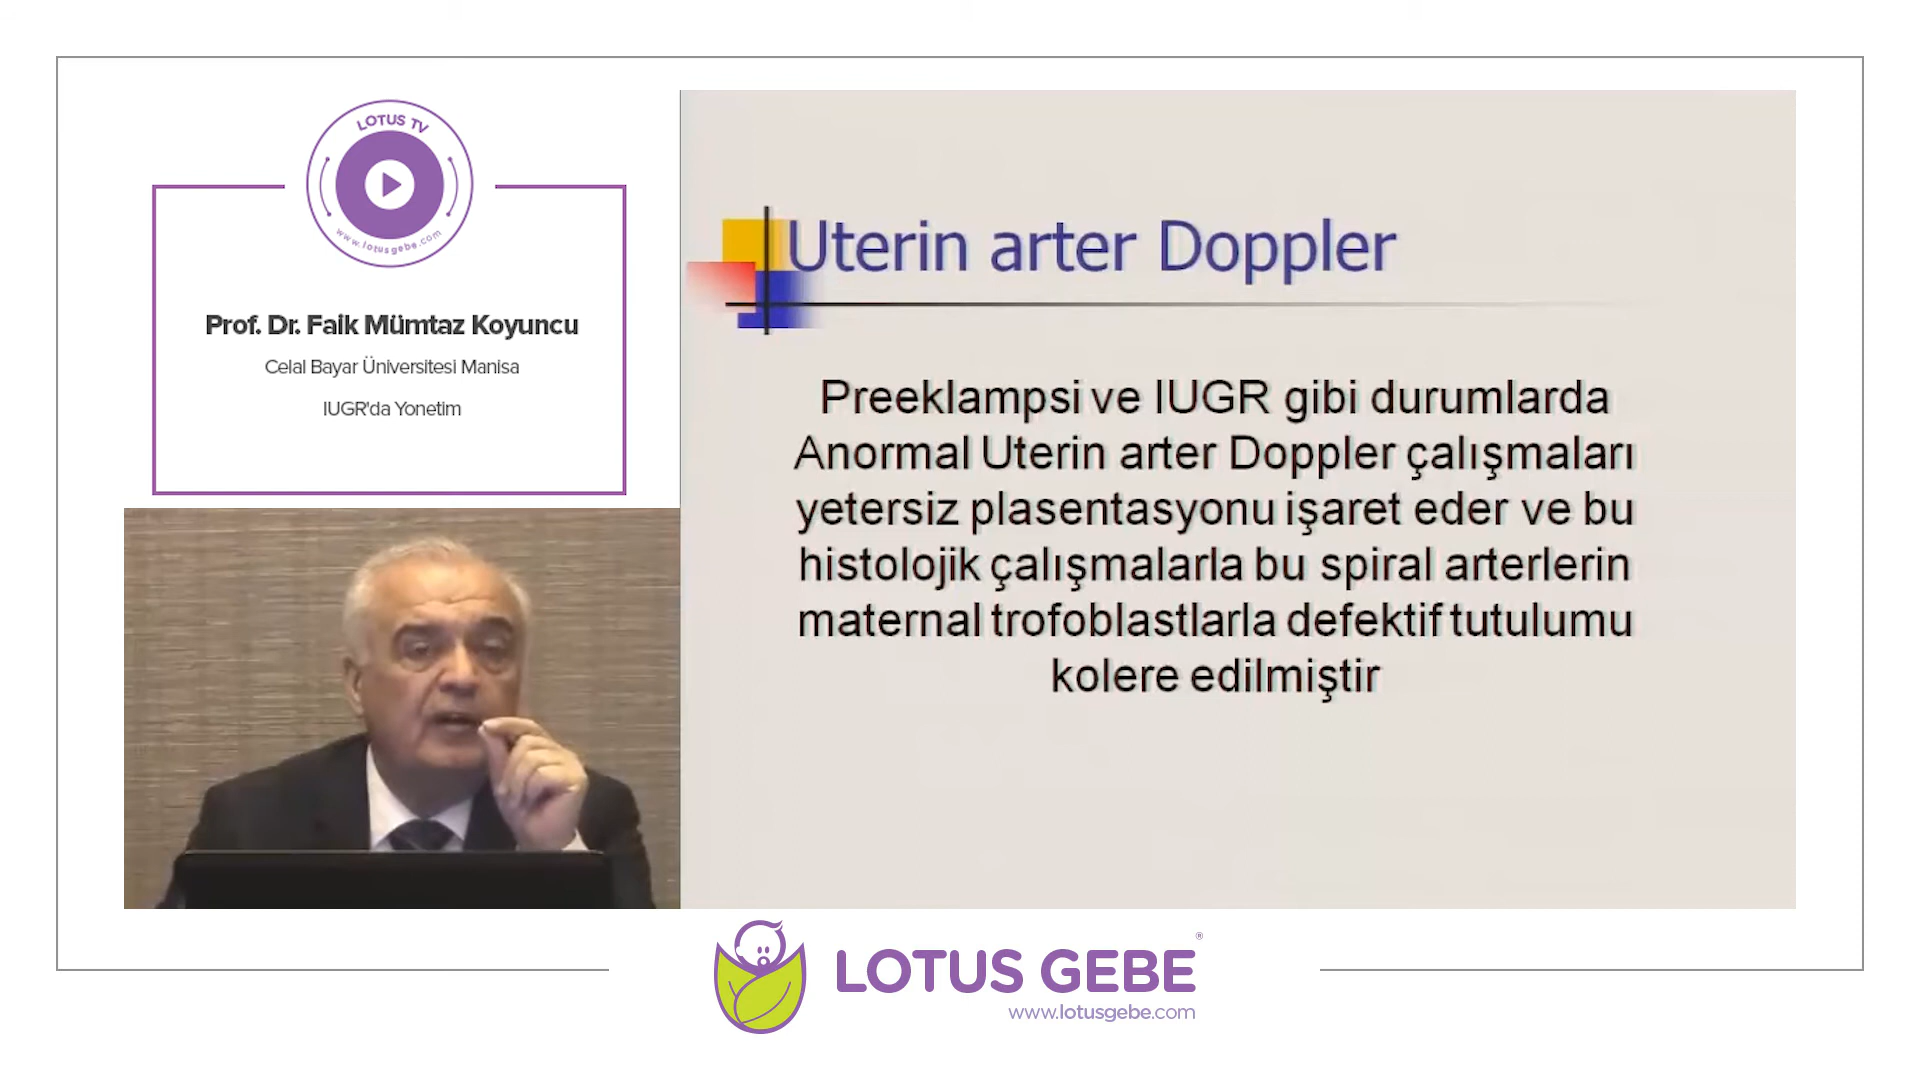 LOTUS TV
www.lotusgebe.com
Prof. Dr. Faik Mümtaz Koyuncu
Celal Bayar Üniversitesi Manisa
IUGR'da Yonetim
Uterin arter Doppler
Preeklampsi ve IUGR gibi durumlarda
Anormal Uterin arter Doppler çalışmaları
yetersiz plasentasyonu işaret eder ve bu
histolojik çalışmalarla bu spiral arterlerin
maternal trofoblastlarla defektif tutulumu
kolere edilmiştir
LOTUS GEBE®
www.lotusgebe.com